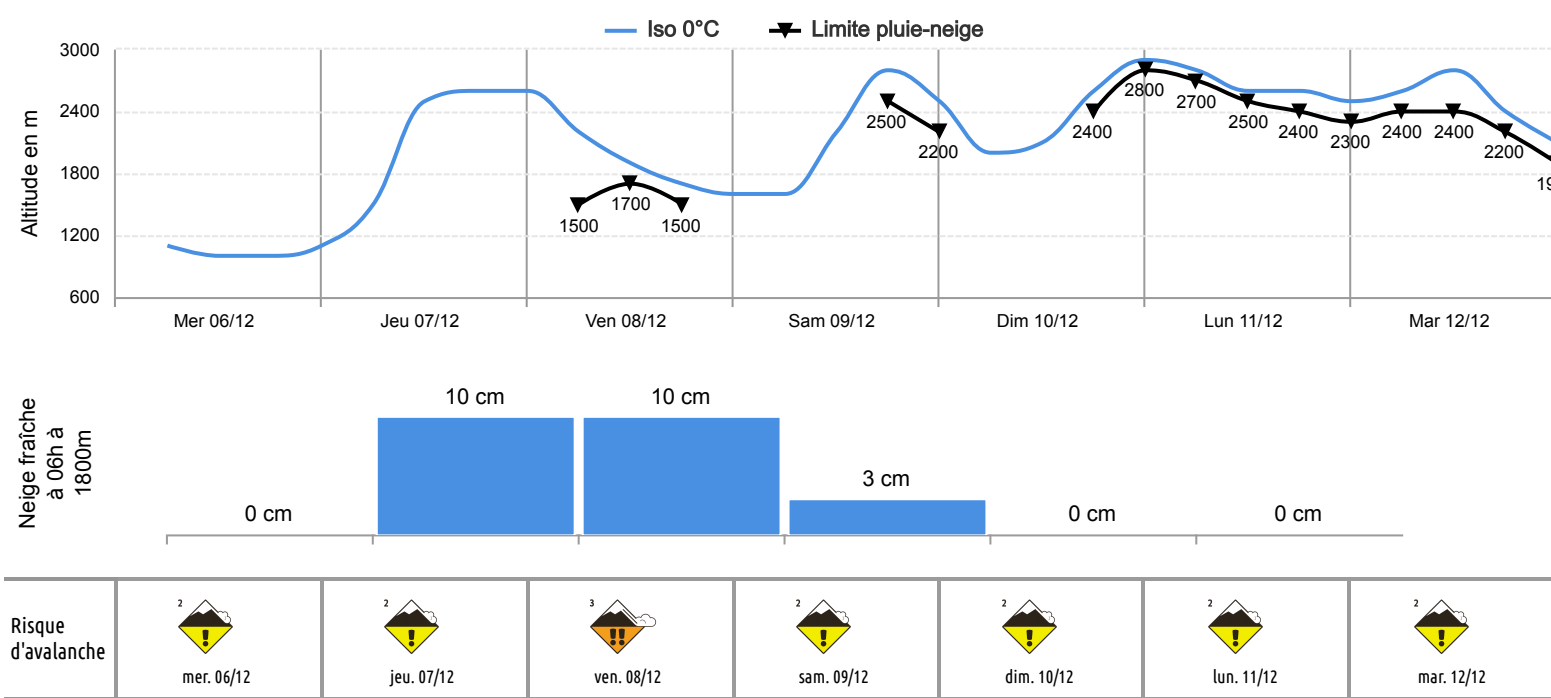 Iso 0°C Limite pluie-neige
3000
2400
1800
1200
600
Altitude en m
1500 1700 1500
2500 2200
2400 2800 2700 2500 2400 2300 2400 2400 2200 19
Mer 06/12 Jeu 07/12 Ven 08/12 Sam 09/12 Dim 10/12 Lun 11/12 Mar 12/12
Neige fraîche
à 06h à
1800m
0 cm 10 cm 10 cm 3 cm 0 cm 0 cm
Risque
d'avalanche
2 2 3 2 2 2 2
! ! !! ! ! ! !
mer. 06/12 jeu. 07/12 ven. 08/12 sam. 09/12 dim. 10/12 lun. 11/12 mar. 12/12